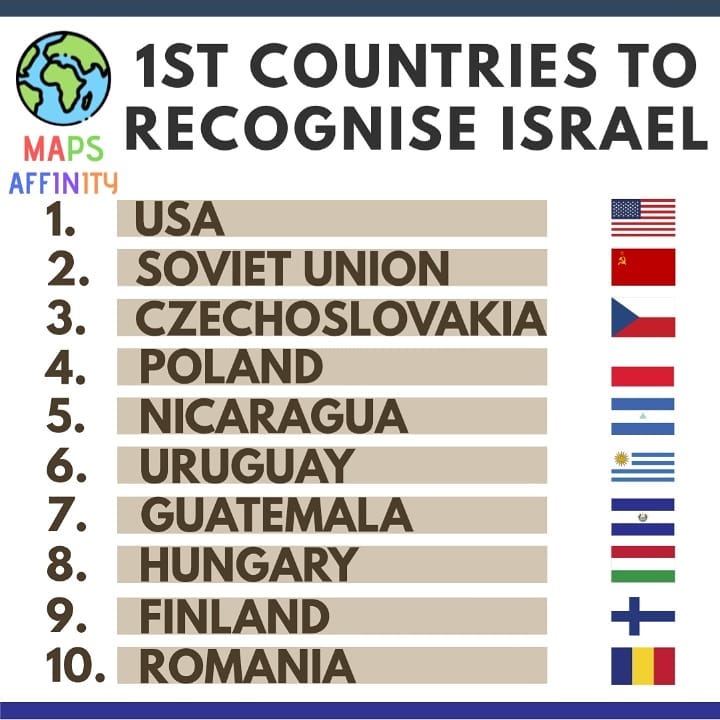 1ST COUNTRIES TO
RECOGNISE ISRAEL
MAPS
AFFINITY
1. USA
2. SOVIET UNION
3. CZECHOSLOVAKIA
4. POLAND
5. NICARAGUA
6. URUGUAY
7. GUATEMALA
8. HUNGARY
9. FINLAND
10. ROMANIA